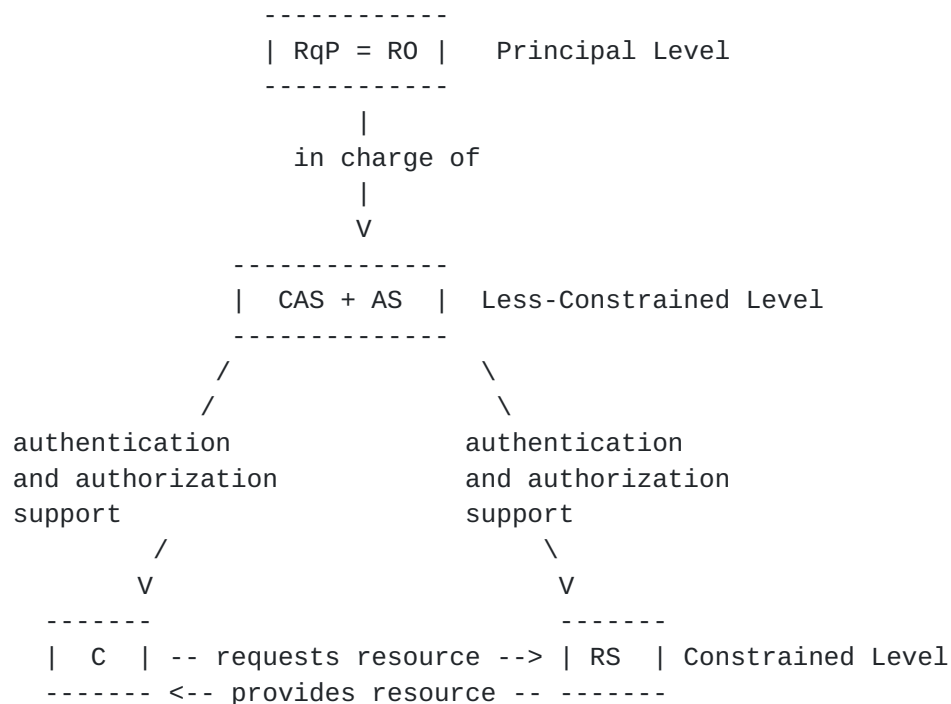 ------------
| RqP = RO |   Principal Level
------------
|
in charge of
|
V
--------------
|  CAS + AS  |  Less-Constrained Level
--------------
/                 \
/                   \
authentication               authentication
and authorization            and authorization
support                      support
/                         \
V                           V
-------                           -------
|  C  | -- requests resource --> | RS  | Constrained Level
------- <-- provides resource -- -------